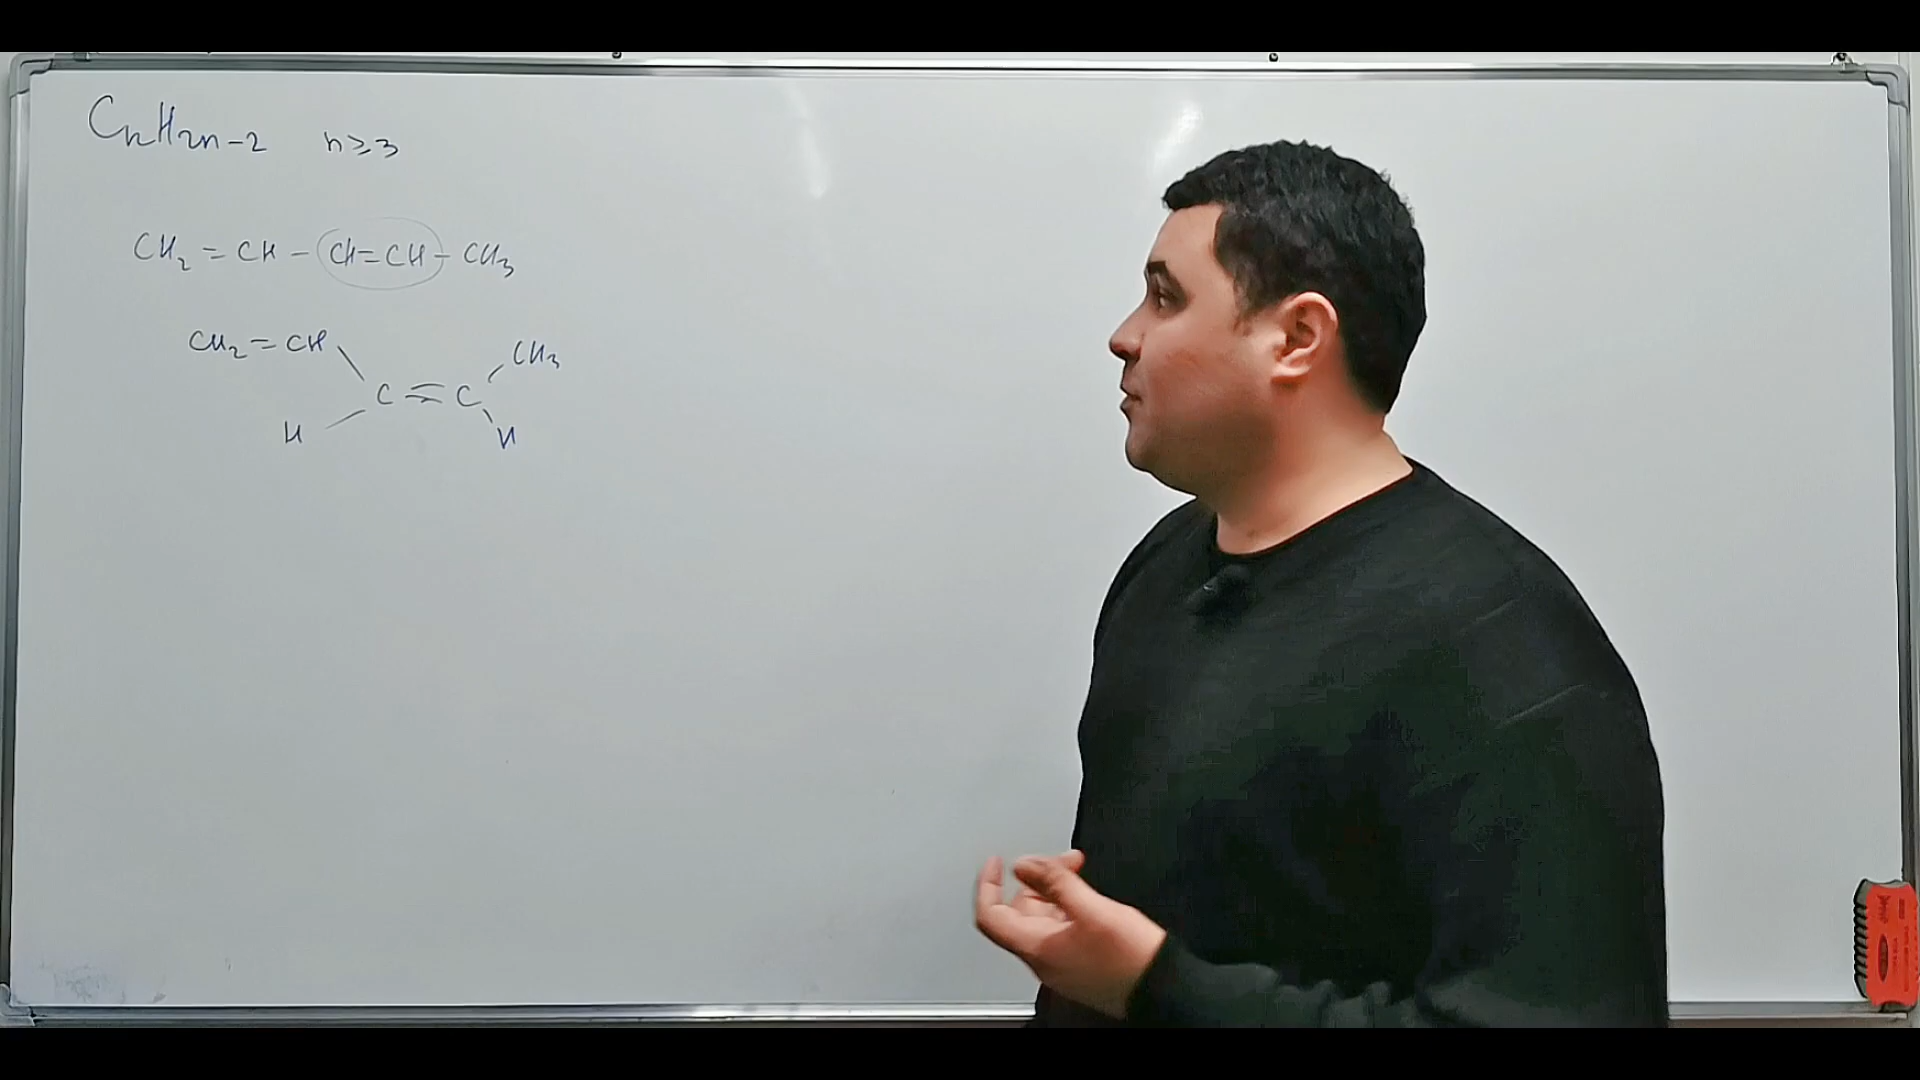 CnH2n-2 n≥3
CH2=CH-CH=CH-CH3
CH2=CH CH3
C=C
H H